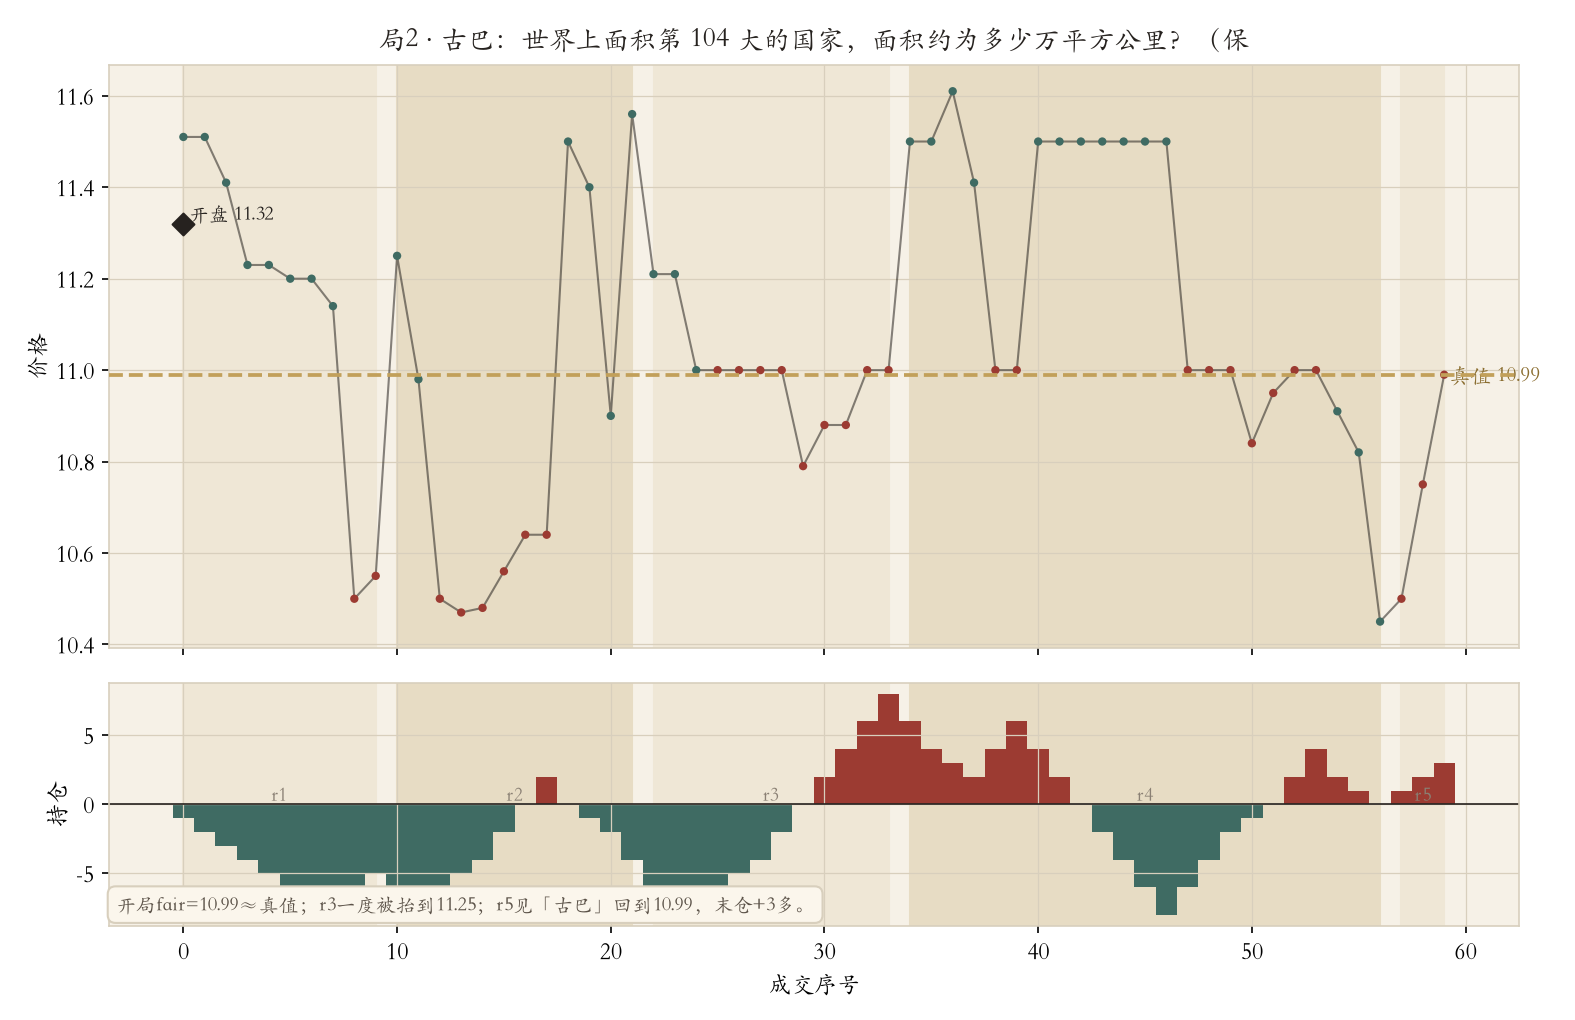 局2 · 古巴：世界上面积第 104 大的国家，面积约为多少万平方公里？（保
价格
11.6
11.4
11.2
11.0
10.8
10.6
10.4
开盘 11.32
真值 10.99
持仓
5
0
-5
r1
r2
r3
r4
r5
开局fair=10.99≈真值；r3一度被抬到11.25；r5见「古巴」回到10.99，末仓+3多。
0
10
20
30
40
50
60
成交序号